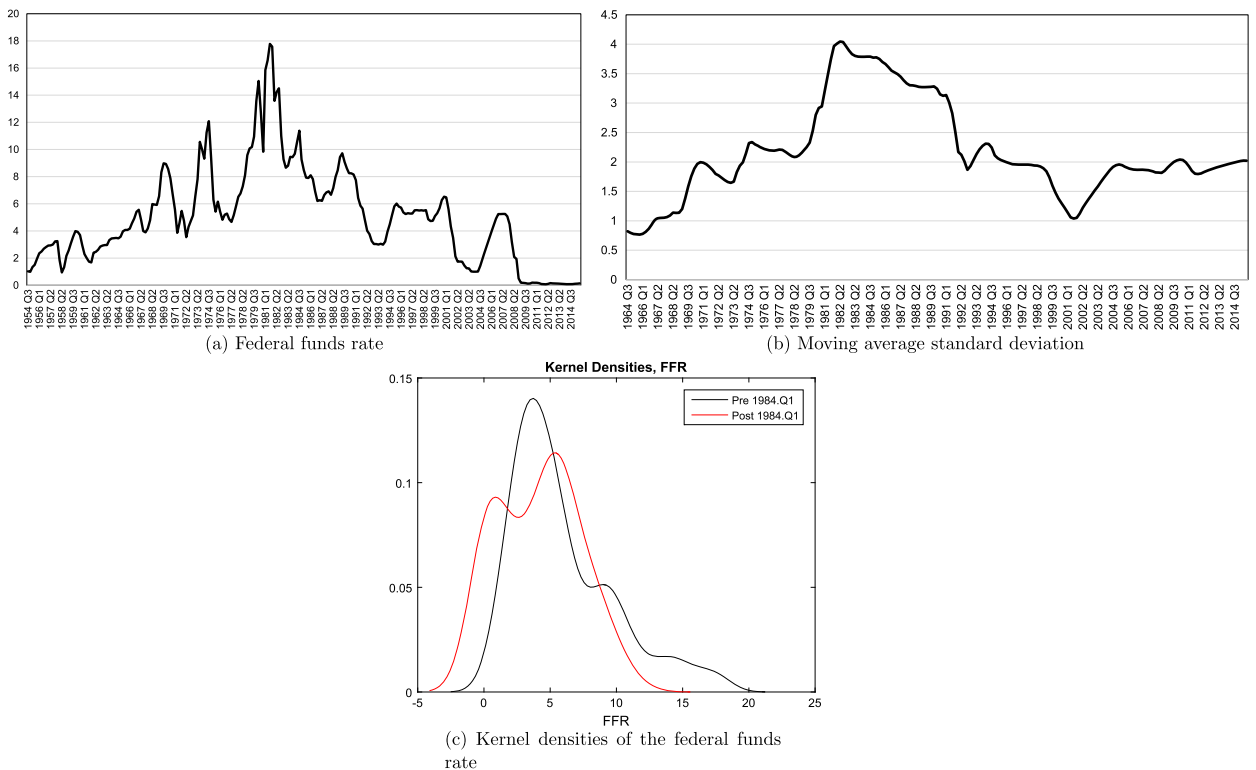 20
18
16
14
12
10
8
6
4
2
0
1954 Q3
1956 Q1
1957 Q2
1958 Q2
1959 Q3
1961 Q1
1962 Q2
1963 Q2
1964 Q3
1966 Q1
1967 Q2
1968 Q2
1969 Q3
1971 Q1
1972 Q2
1973 Q2
1974 Q3
1976 Q1
1977 Q2
1978 Q2
1979 Q3
1981 Q1
1982 Q2
1983 Q2
1984 Q3
1986 Q1
1987 Q2
1988 Q2
1989 Q3
1991 Q1
1992 Q2
1993 Q2
1994 Q3
1996 Q1
1997 Q2
1998 Q2
1999 Q3
2001 Q1
2002 Q2
2003 Q2
2004 Q3
2006 Q1
2007 Q2
2008 Q2
2009 Q3
2011 Q1
2012 Q2
2013 Q2
2014 Q3
(a) Federal funds rate
4.5
4
3.5
3
2.5
2
1.5
1
0.5
0
1964 Q3
1966 Q1
1967 Q2
1968 Q2
1969 Q3
1971 Q1
1972 Q2
1973 Q2
1974 Q3
1976 Q1
1977 Q2
1978 Q2
1979 Q3
1981 Q1
1982 Q2
1983 Q2
1984 Q3
1986 Q1
1987 Q2
1988 Q2
1989 Q3
1991 Q1
1992 Q2
1993 Q2
1994 Q3
1996 Q1
1997 Q2
1998 Q2
1999 Q3
2001 Q1
2002 Q2
2003 Q2
2004 Q3
2006 Q1
2007 Q2
2008 Q2
2009 Q3
2011 Q1
2012 Q2
2013 Q2
2014 Q3
(b) Moving average standard deviation
Kernel Densities, FFR
0.15
0.1
0.05
0
Pre 1984.Q1
Post 1984.Q1
-5 0 5 10 15 20 25
FFR
(c) Kernel densities of the federal funds
rate